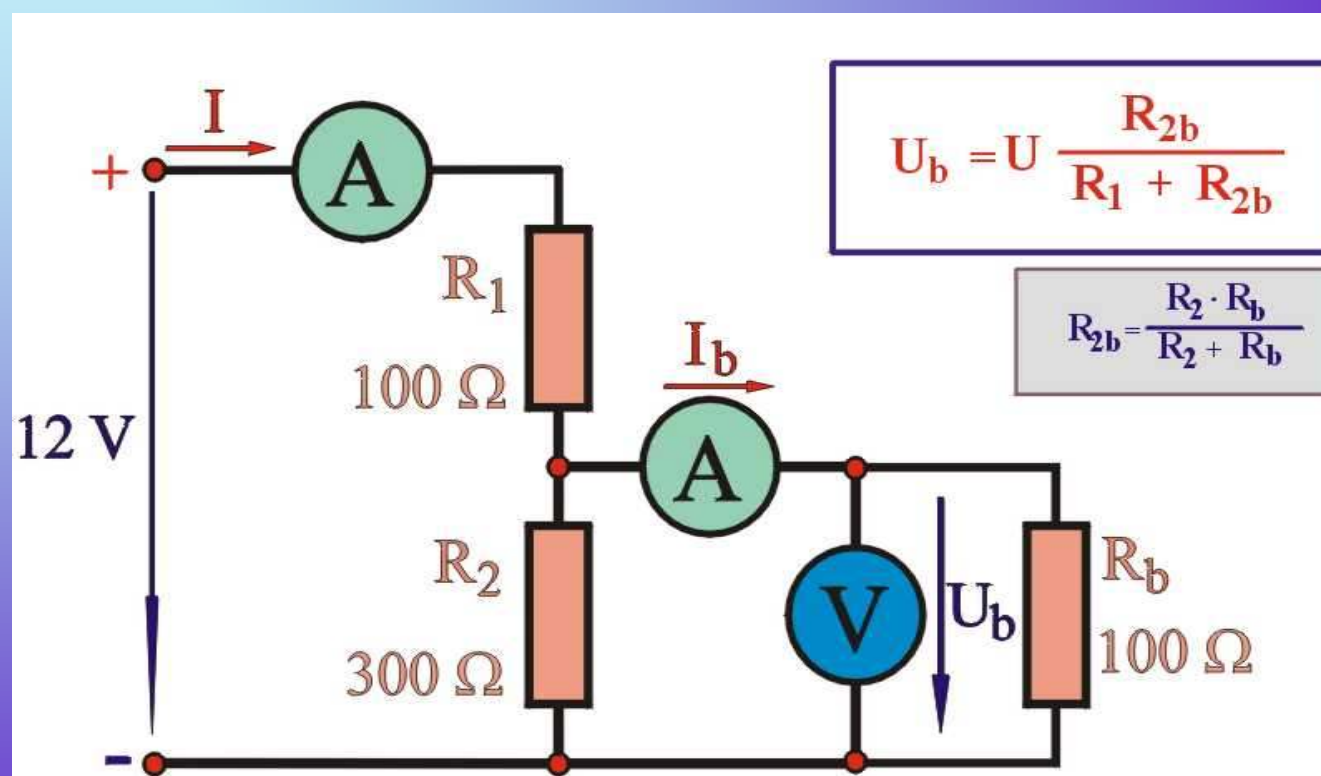 I
+
A
R1
100 Ω
Ib
12 V
A
R2
300 Ω
V
Ub
Rb
100 Ω
-
Ub = U R2b / R1 + R2b
R2b = R2 · Rb / R2 + Rb